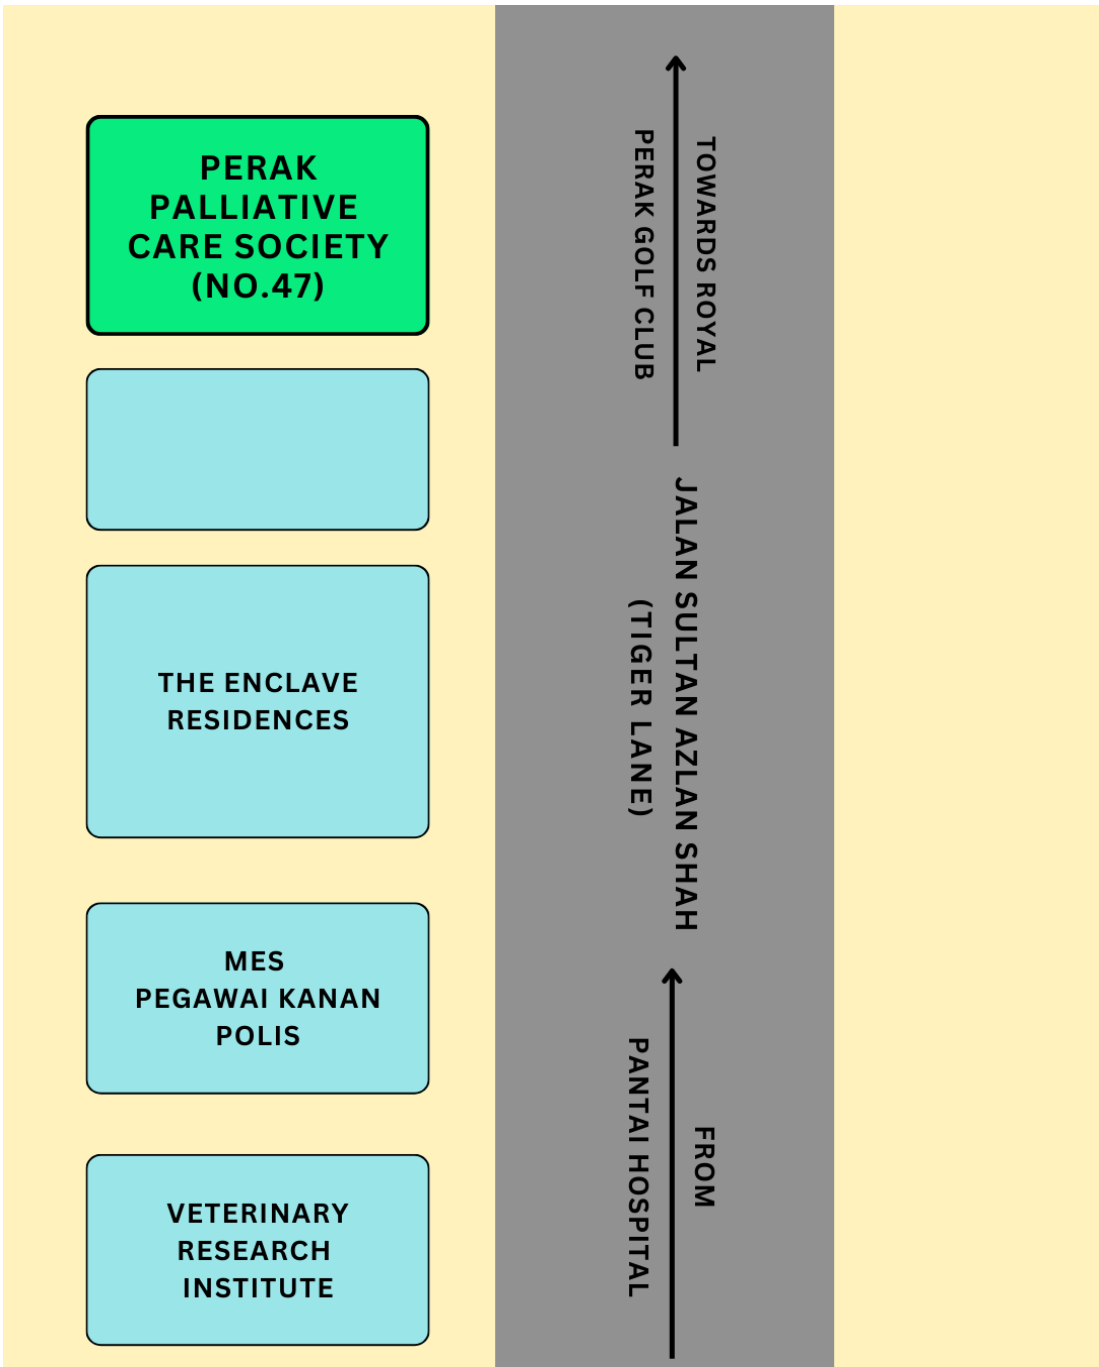 PERAK
PALLIATIVE
CARE SOCIETY
(NO.47)
THE ENCLAVE
RESIDENCES
MES
PEGAWAI KANAN
POLIS
VETERINARY
RESEARCH
INSTITUTE
TOWARDS ROYAL
PERAK GOLF CLUB
JALAN SULTAN AZLAN SHAH
(TIGER LANE)
FROM
PANTAI HOSPITAL